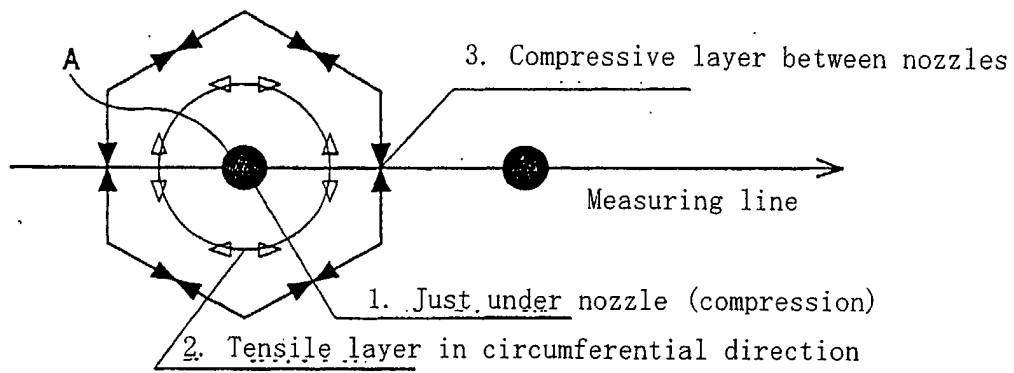 A
3. Compressive layer between nozzles
Measuring line
1. Just under nozzle (compression)
2. Tensile layer in circumferential direction